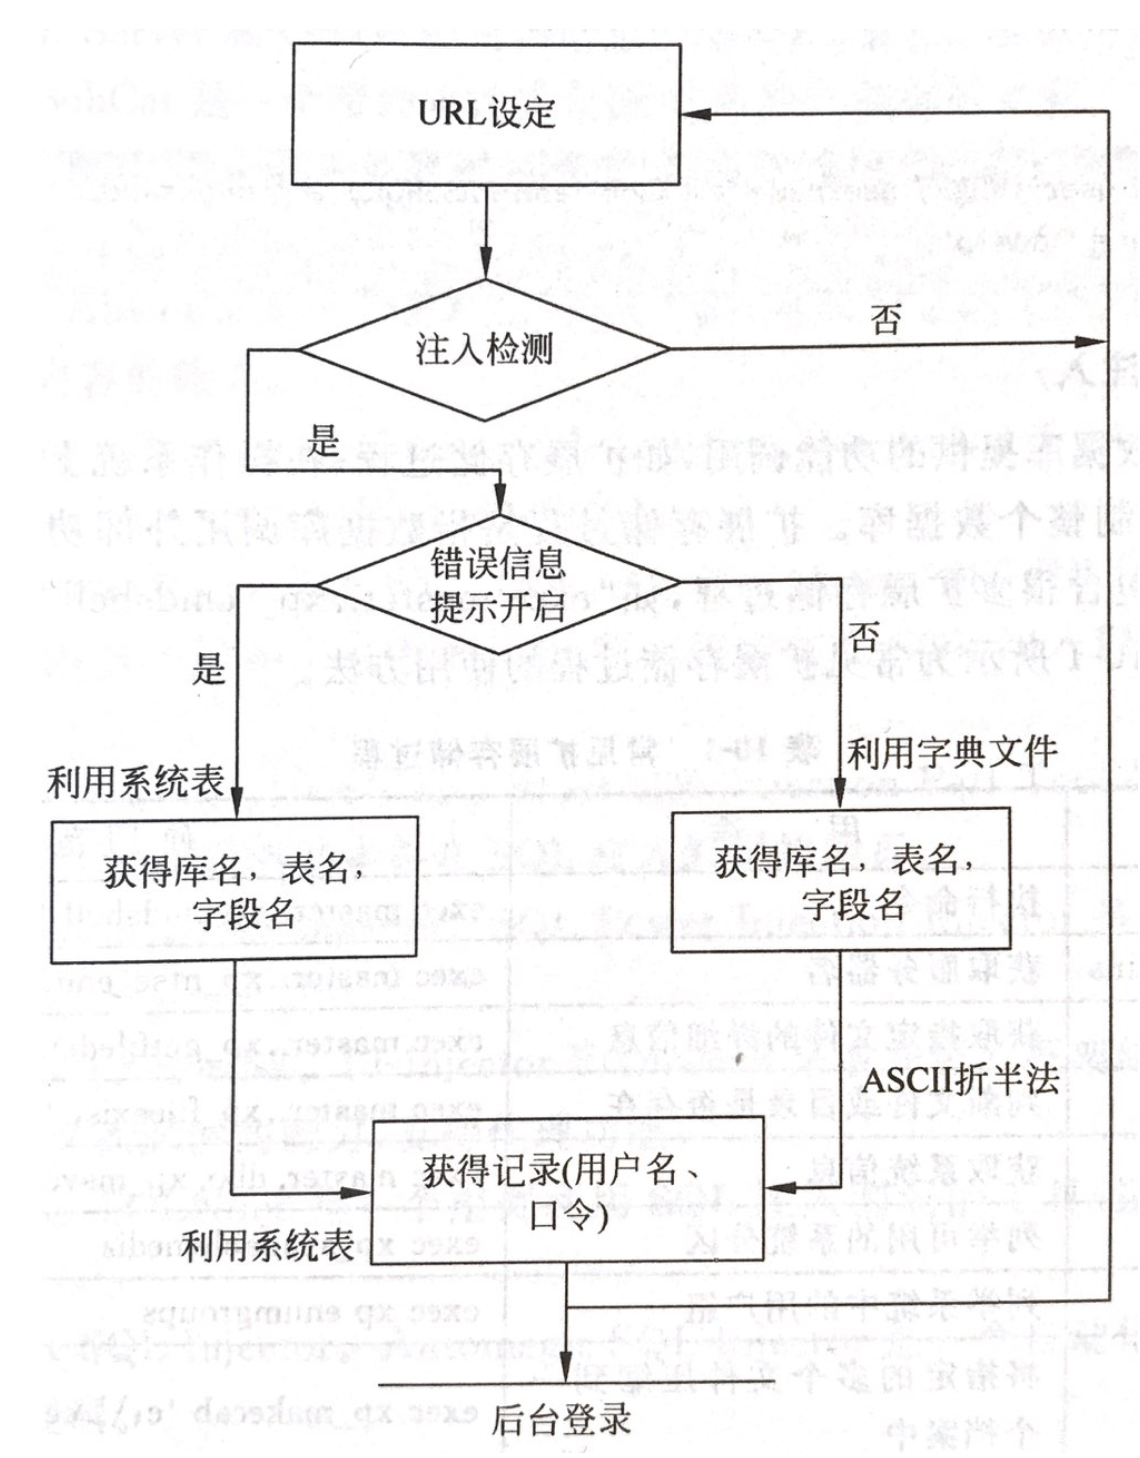 URL设定
注入检测
否
是
错误信息
提示开启
是
否
利用系统表
利用字典文件
获得库名，表名，
字段名
获得库名，表名，
字段名
ASCII折半法
获得记录(用户名、
口令)
利用系统表
后台登录